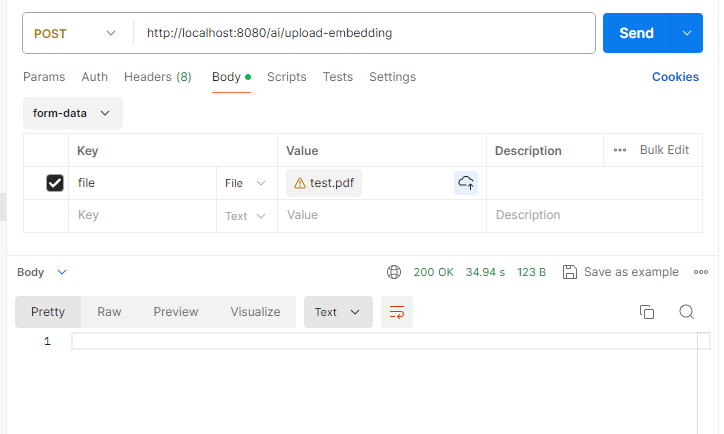 POST http://localhost:8080/ai/upload-embedding Send
Params Auth Headers (8) Body Scripts Tests Settings Cookies
form-data
Key Value Description Bulk Edit
file File test.pdf
Key Text Value Description
Body 200 OK 34.94 s 123 B Save as example
Pretty Raw Preview Visualize Text
1